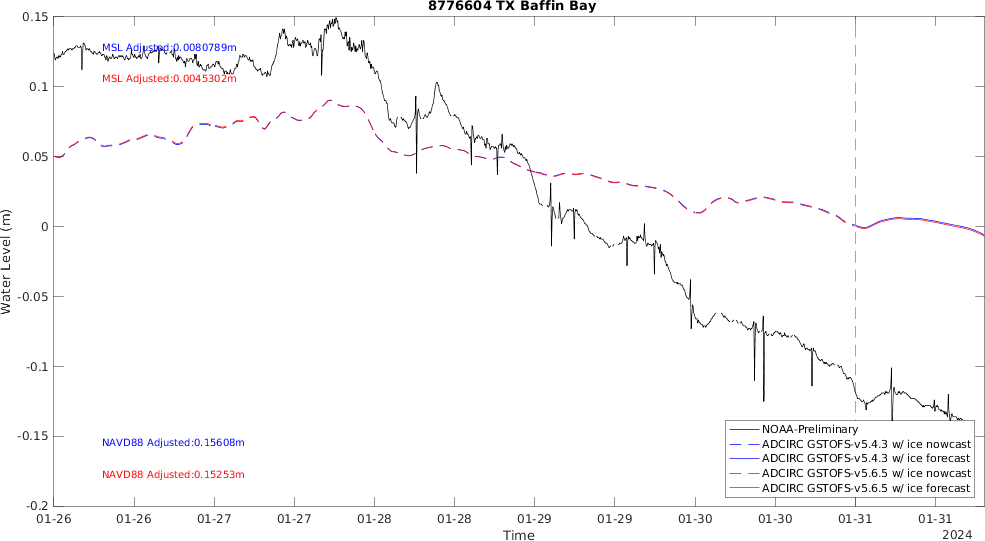 8776604 TX Baffin Bay
0.15
0.1
0.05
0
-0.05
-0.1
-0.15
-0.2
Water Level (m)
MSL Adjusted:0.0080789m
MSL Adjusted:0.0045302m
NAVD88 Adjusted:0.15608m
NAVD88 Adjusted:0.15253m
NOAA-Preliminary
ADCIRC GSTOFS-v5.4.3 w/ ice nowcast
ADCIRC GSTOFS-v5.4.3 w/ ice forecast
ADCIRC GSTOFS-v5.6.5 w/ ice nowcast
ADCIRC GSTOFS-v5.6.5 w/ ice forecast
01-26 01-26 01-27 01-27 01-28 01-28 01-29 01-29 01-30 01-30 01-31 01-31
Time
2024